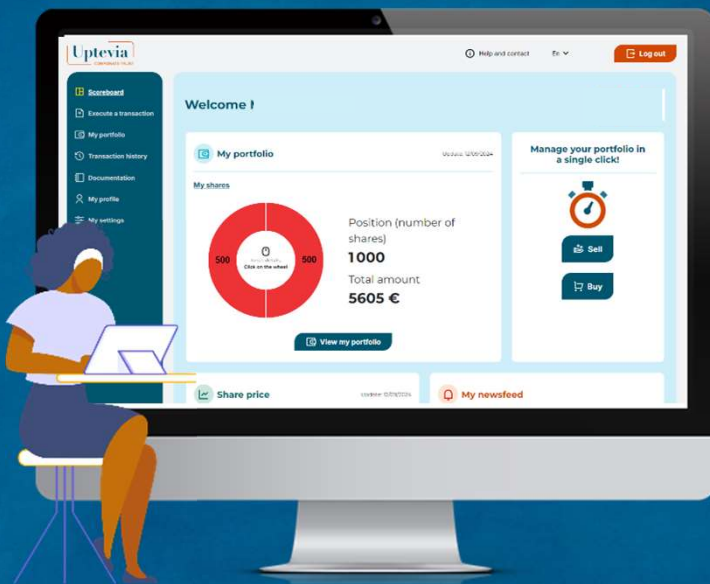 Uptevia
CORPORATE TRUST
Help and contact
En
Log out
Scoreboard
Execute a transaction
My portfolio
Transaction history
Documentation
My profile
My settings
Welcome
My portfolio
My shares
500
Click on the wheel
500
Position (number of
shares)
1000
Total amount
5605 €
View my portfolio
Manage your portfolio in
a single click!
Sell
Buy
Share price
My newsfeed